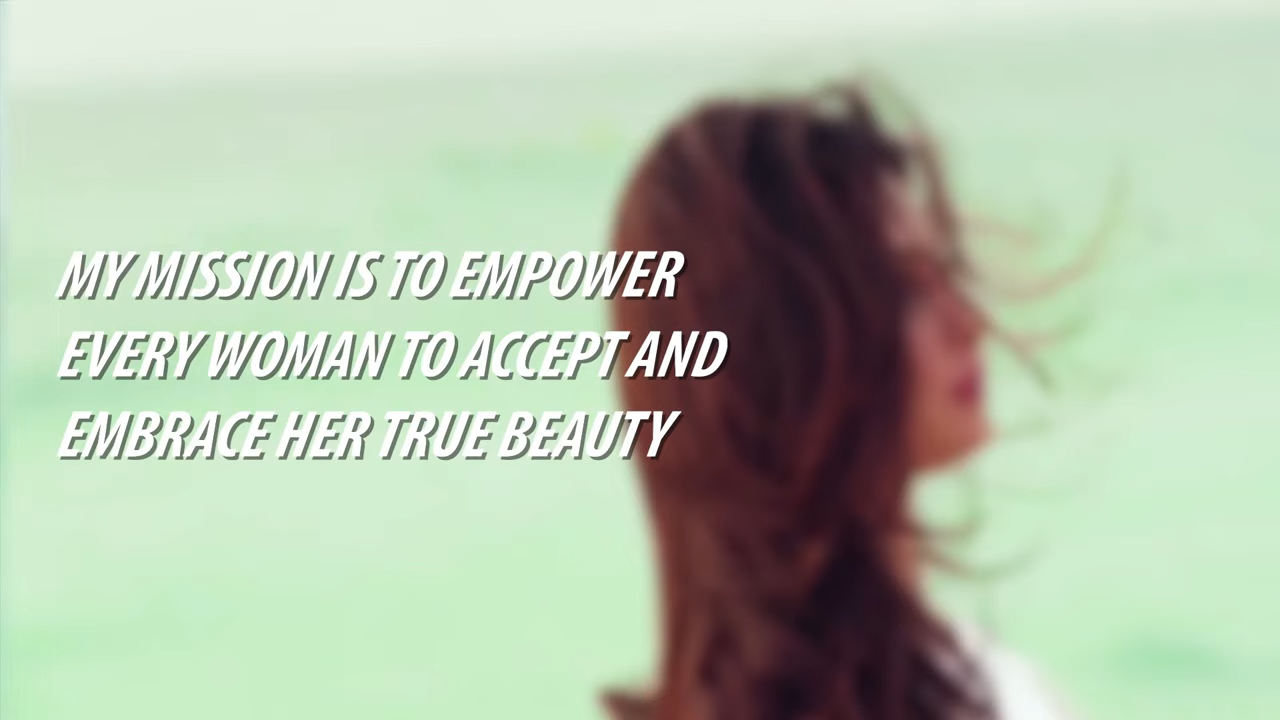 MY MISSION IS TO EMPOWER
EVERY WOMAN TO ACCEPT AND
EMBRACE HER TRUE BEAUTY